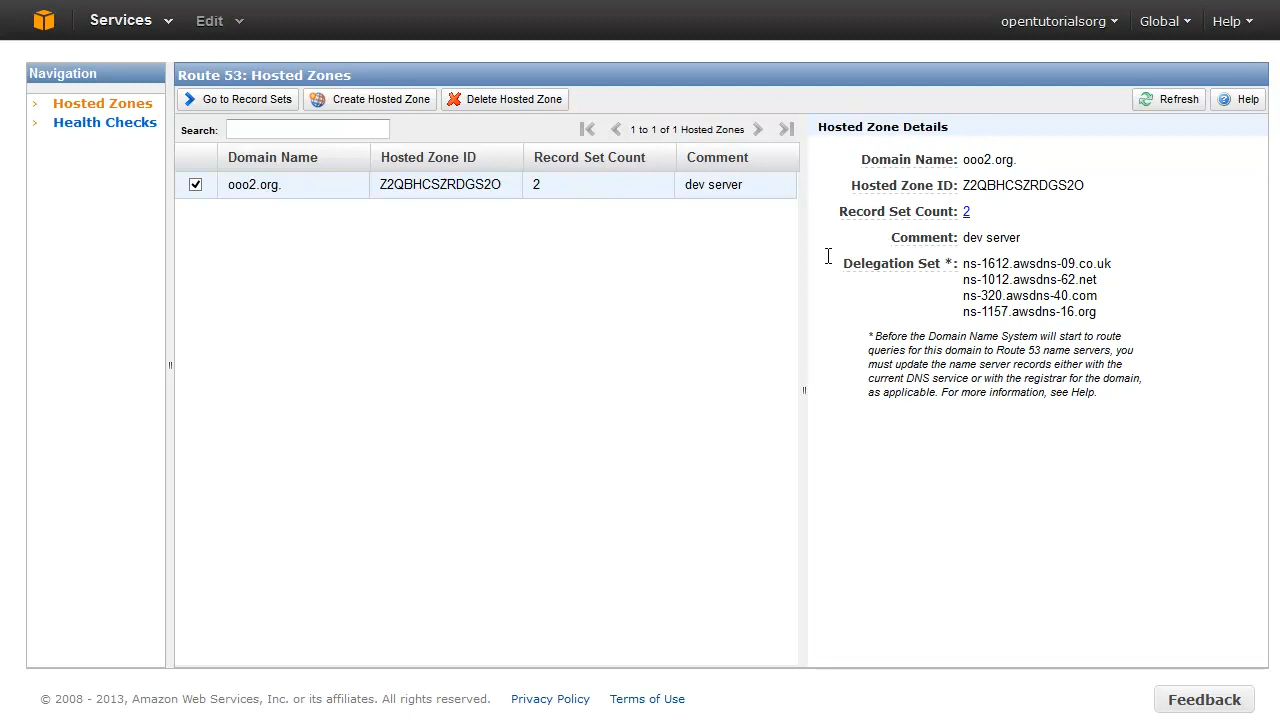 Services Edit opentutorialsorg Global Help
Navigation
Hosted Zones
Health Checks
Route 53: Hosted Zones
Go to Record Sets Create Hosted Zone Delete Hosted Zone Refresh Help
Search: 1 to 1 of 1 Hosted Zones
Domain Name Hosted Zone ID Record Set Count Comment
ooo2.org. Z2QBHCSZRDGS2O 2 dev server
Hosted Zone Details
Domain Name: ooo2.org.
Hosted Zone ID: Z2QBHCSZRDGS2O
Record Set Count: 2
Comment: dev server
Delegation Set *: ns-1612.awsdns-09.co.uk
ns-1012.awsdns-62.net
ns-320.awsdns-40.com
ns-1157.awsdns-16.org
* Before the Domain Name System will start to route
queries for this domain to Route 53 name servers, you
must update the name server records either with the
current DNS service or with the registrar for the domain,
as applicable. For more information, see Help.
© 2008 - 2013, Amazon Web Services, Inc. or its affiliates. All rights reserved. Privacy Policy Terms of Use Feedback